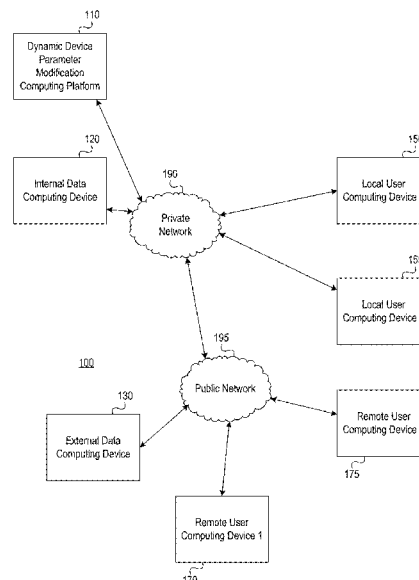 110
Dynamic Device
Parameter
Modification
Computing Platform
120
Internal Data
Computing Device
190
Private
Network
Local User
Computing Device
Local User
Computing Device
100
195
Public Network
130
External Data
Computing Device
Remote User
Computing Device
175
Remote User
Computing Device 1
170